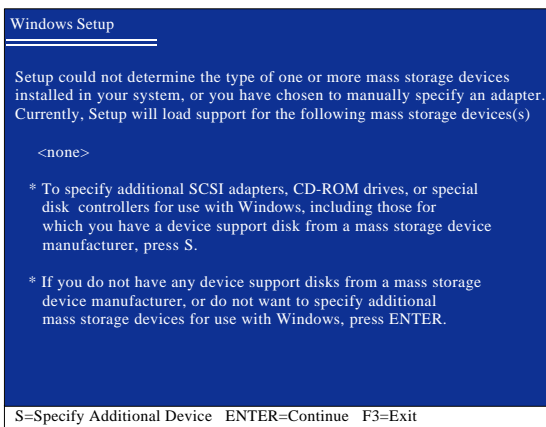 Windows Setup
Setup could not determine the type of one or more mass storage devices
installed in your system, or you have chosen to manually specify an adapter.
Currently, Setup will load support for the following mass storage devices(s)
<none>
* To specify additional SCSI adapters, CD-ROM drives, or special
disk controllers for use with Windows, including those for
which you have a device support disk from a mass storage device
manufacturer, press S.
* If you do not have any device support disks from a mass storage
device manufacturer, or do not want to specify additional
mass storage devices for use with Windows, press ENTER.
S=Specify Additional Device ENTER=Continue F3=Exit